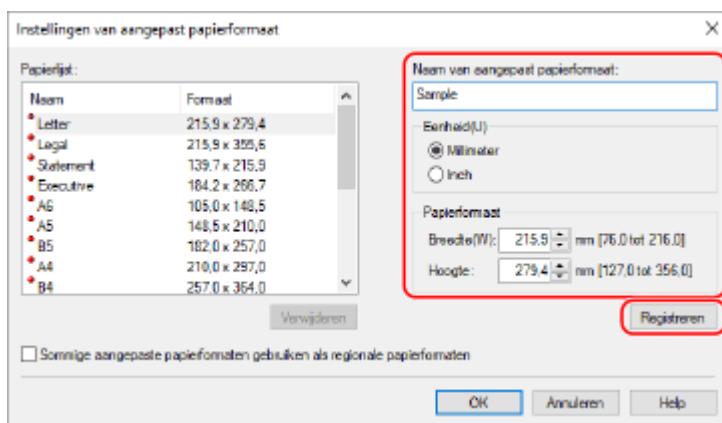 Instellingen van aangepast papierformaat
Papierlijst:
Naam Formaat
Letter 215,9 x 279,4
Legal 215,9 x 355,6
Statement 139,7 x 215,9
Executive 184,2 x 266,7
A6 105,0 x 148,5
A5 148,5 x 210,0
B5 182,0 x 257,0
A4 210,0 x 297,0
B4 257,0 x 364,0
Verwijderen
Naam van aangepast papierformaat:
Sample
Eenheid(U)
Millimeter
Inch
Papierformaat
Breedte(W): 215,9 mm [76,0 tot 216,0]
Hoogte: 279,4 mm [127,0 tot 356,0]
Registreren
Sommige aangepaste papierformaten gebruiken als regionale papierformaten
OK Annuleren Help